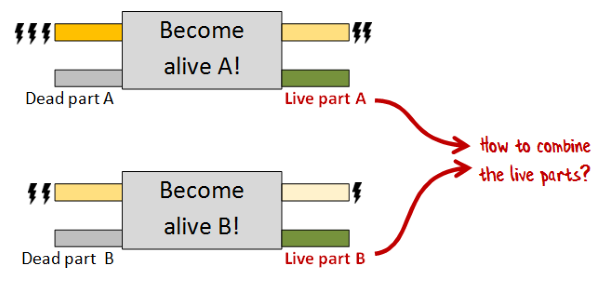 Become
alive A!
Dead part A
Live part A
How to combine
the live parts?
Become
alive B!
Dead part  B
Live part B